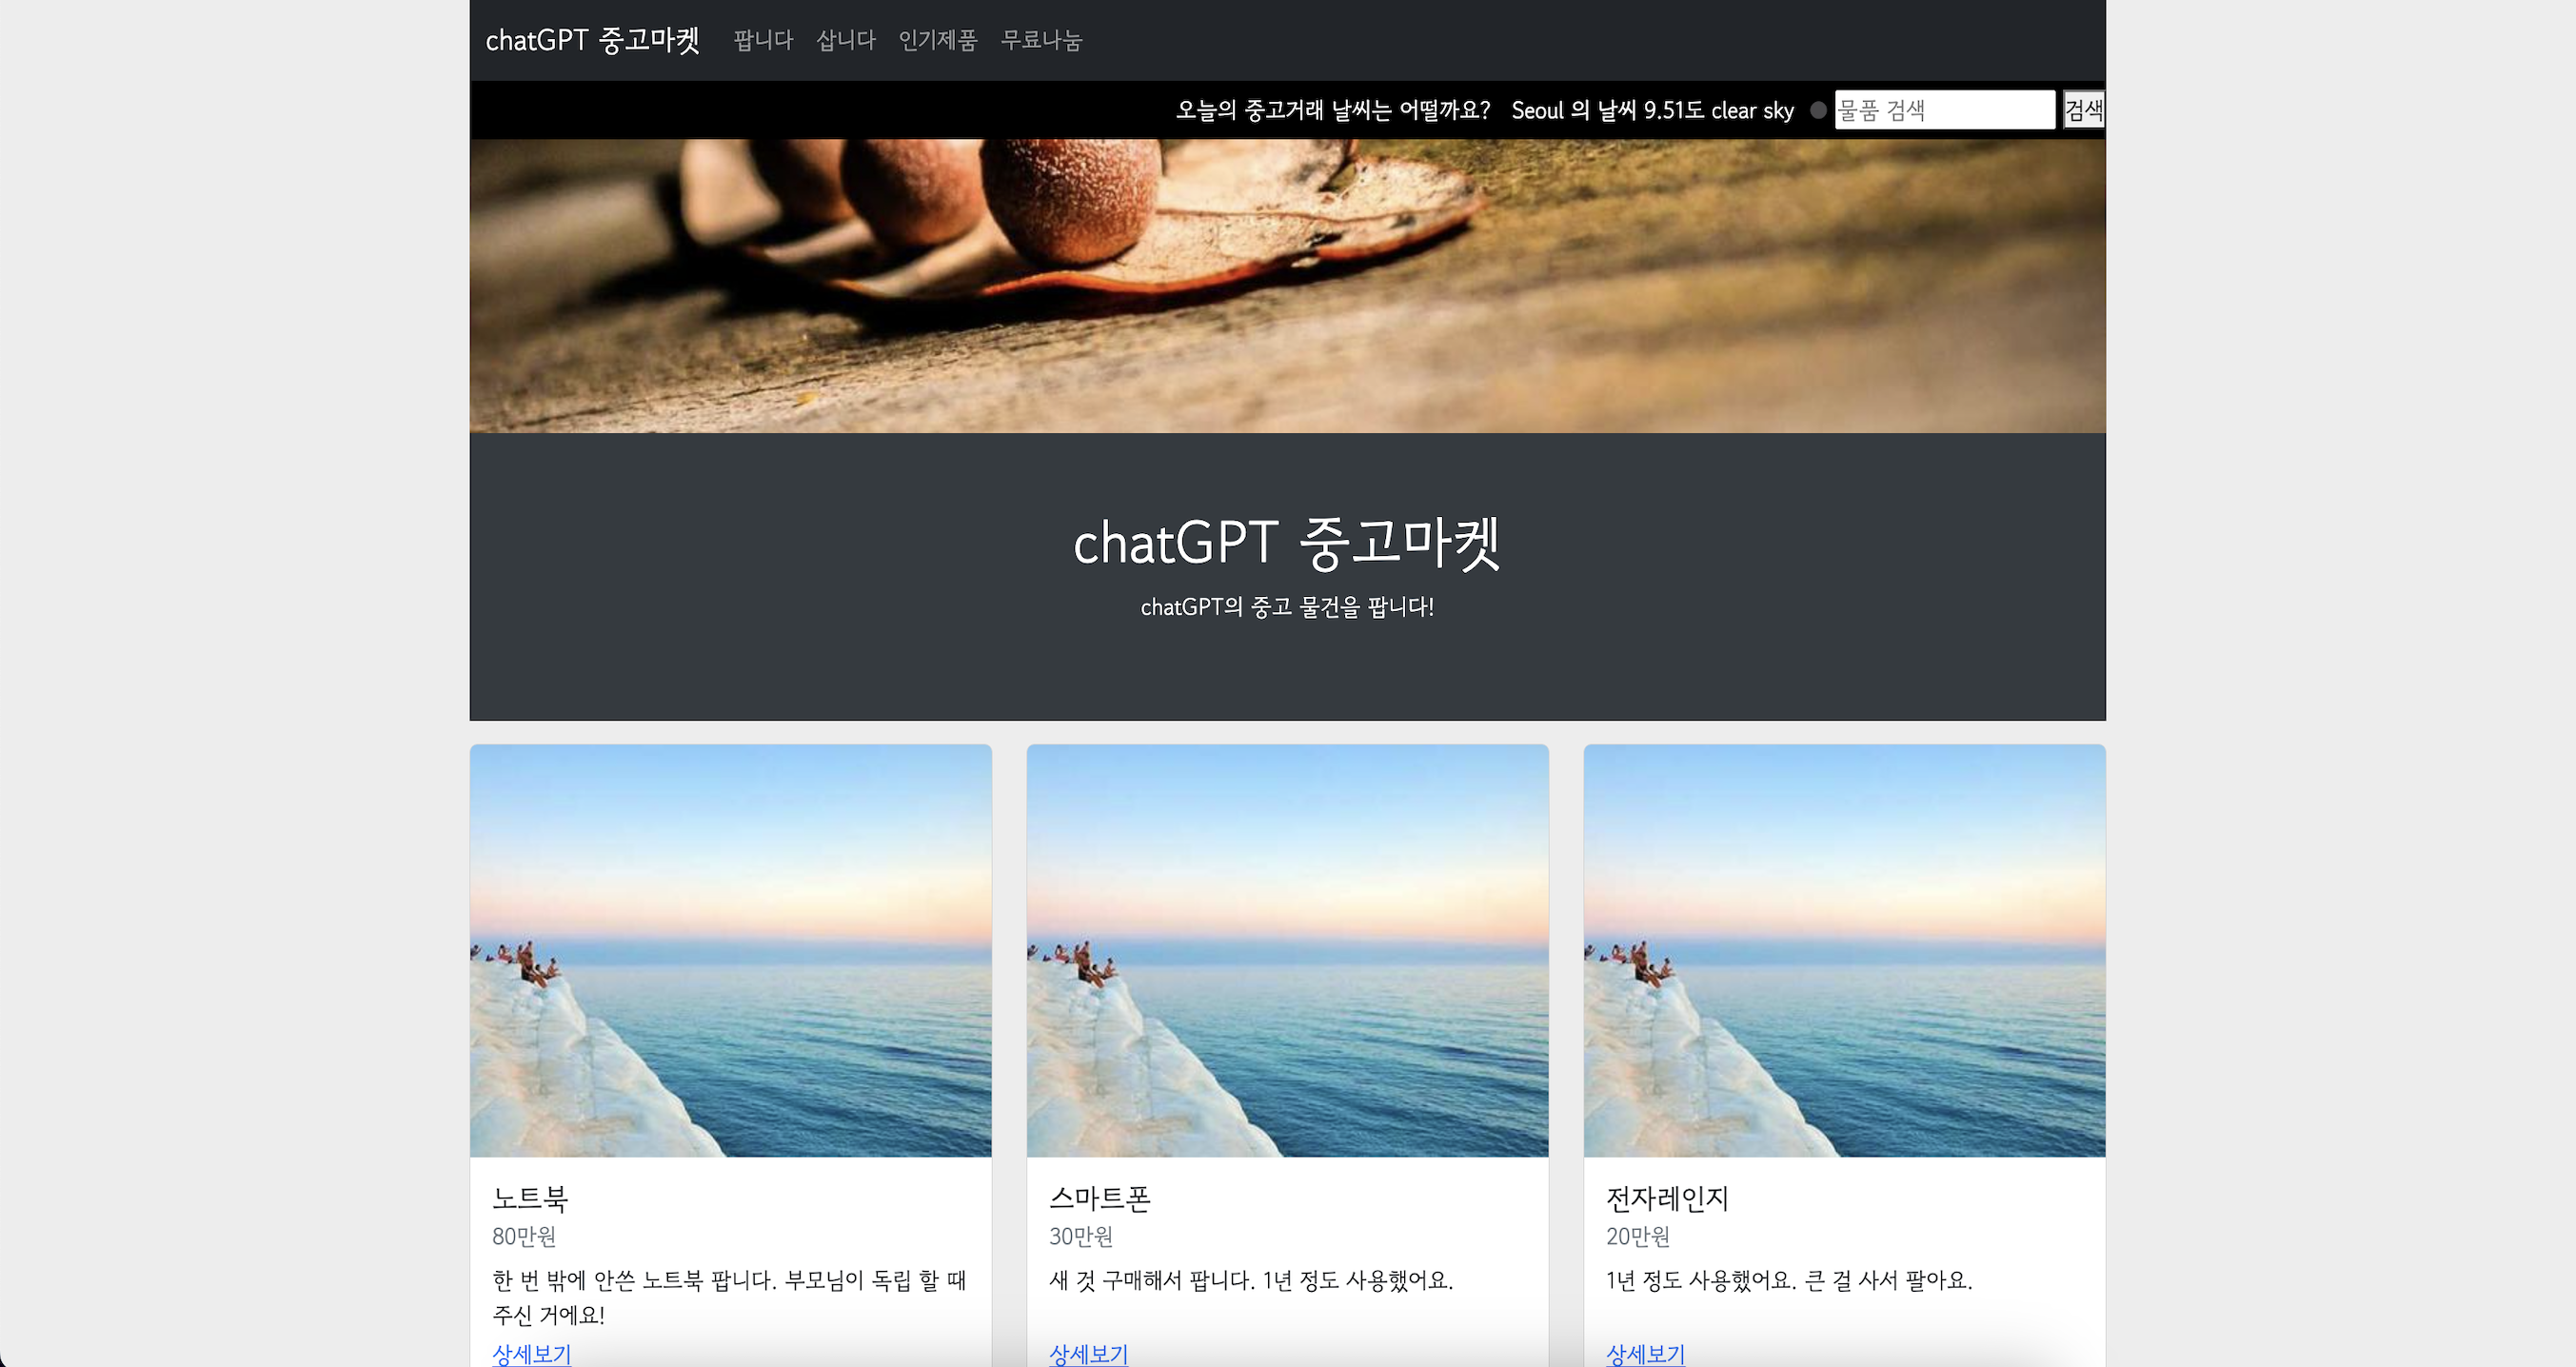 chatGPT 중고마켓 팝니다 삽니다 인기제품 무료나눔
오늘의 중고거래 날씨는 어떨까요? Seoul 의 날씨 9.51도 clear sky 물품 검색 검색
chatGPT 중고마켓
chatGPT의 중고 물건을 팝니다!
노트북
80만원
한 번 밖에 안쓴 노트북 팝니다. 부모님이 독립 할 때
주신 거에요!
상세보기
스마트폰
30만원
새 것 구매해서 팝니다. 1년 정도 사용했어요.
상세보기
전자레인지
20만원
1년 정도 사용했어요. 큰 걸 사서 팔아요.
상세보기